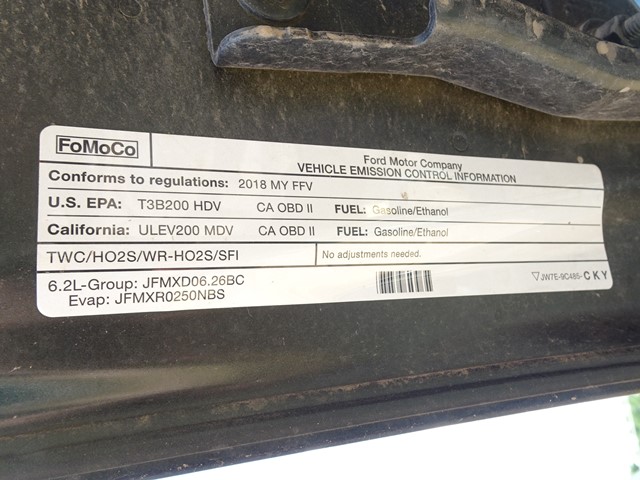 FoMoCo
Ford Motor Company
VEHICLE EMISSION CONTROL INFORMATION
Conforms to regulations: 2018 MY FFV
U.S. EPA: T3B200 HDV CA OBD II FUEL: Gasoline/Ethanol
California: ULEV200 MDV CA OBD II FUEL: Gasoline/Ethanol
TWC/HO2S/WR-HO2S/SFI No adjustments needed.
6.2L-Group: JFMXD06.26BC
Evap: JFMXR0250NBS
▽JW7E-9C485-CKY